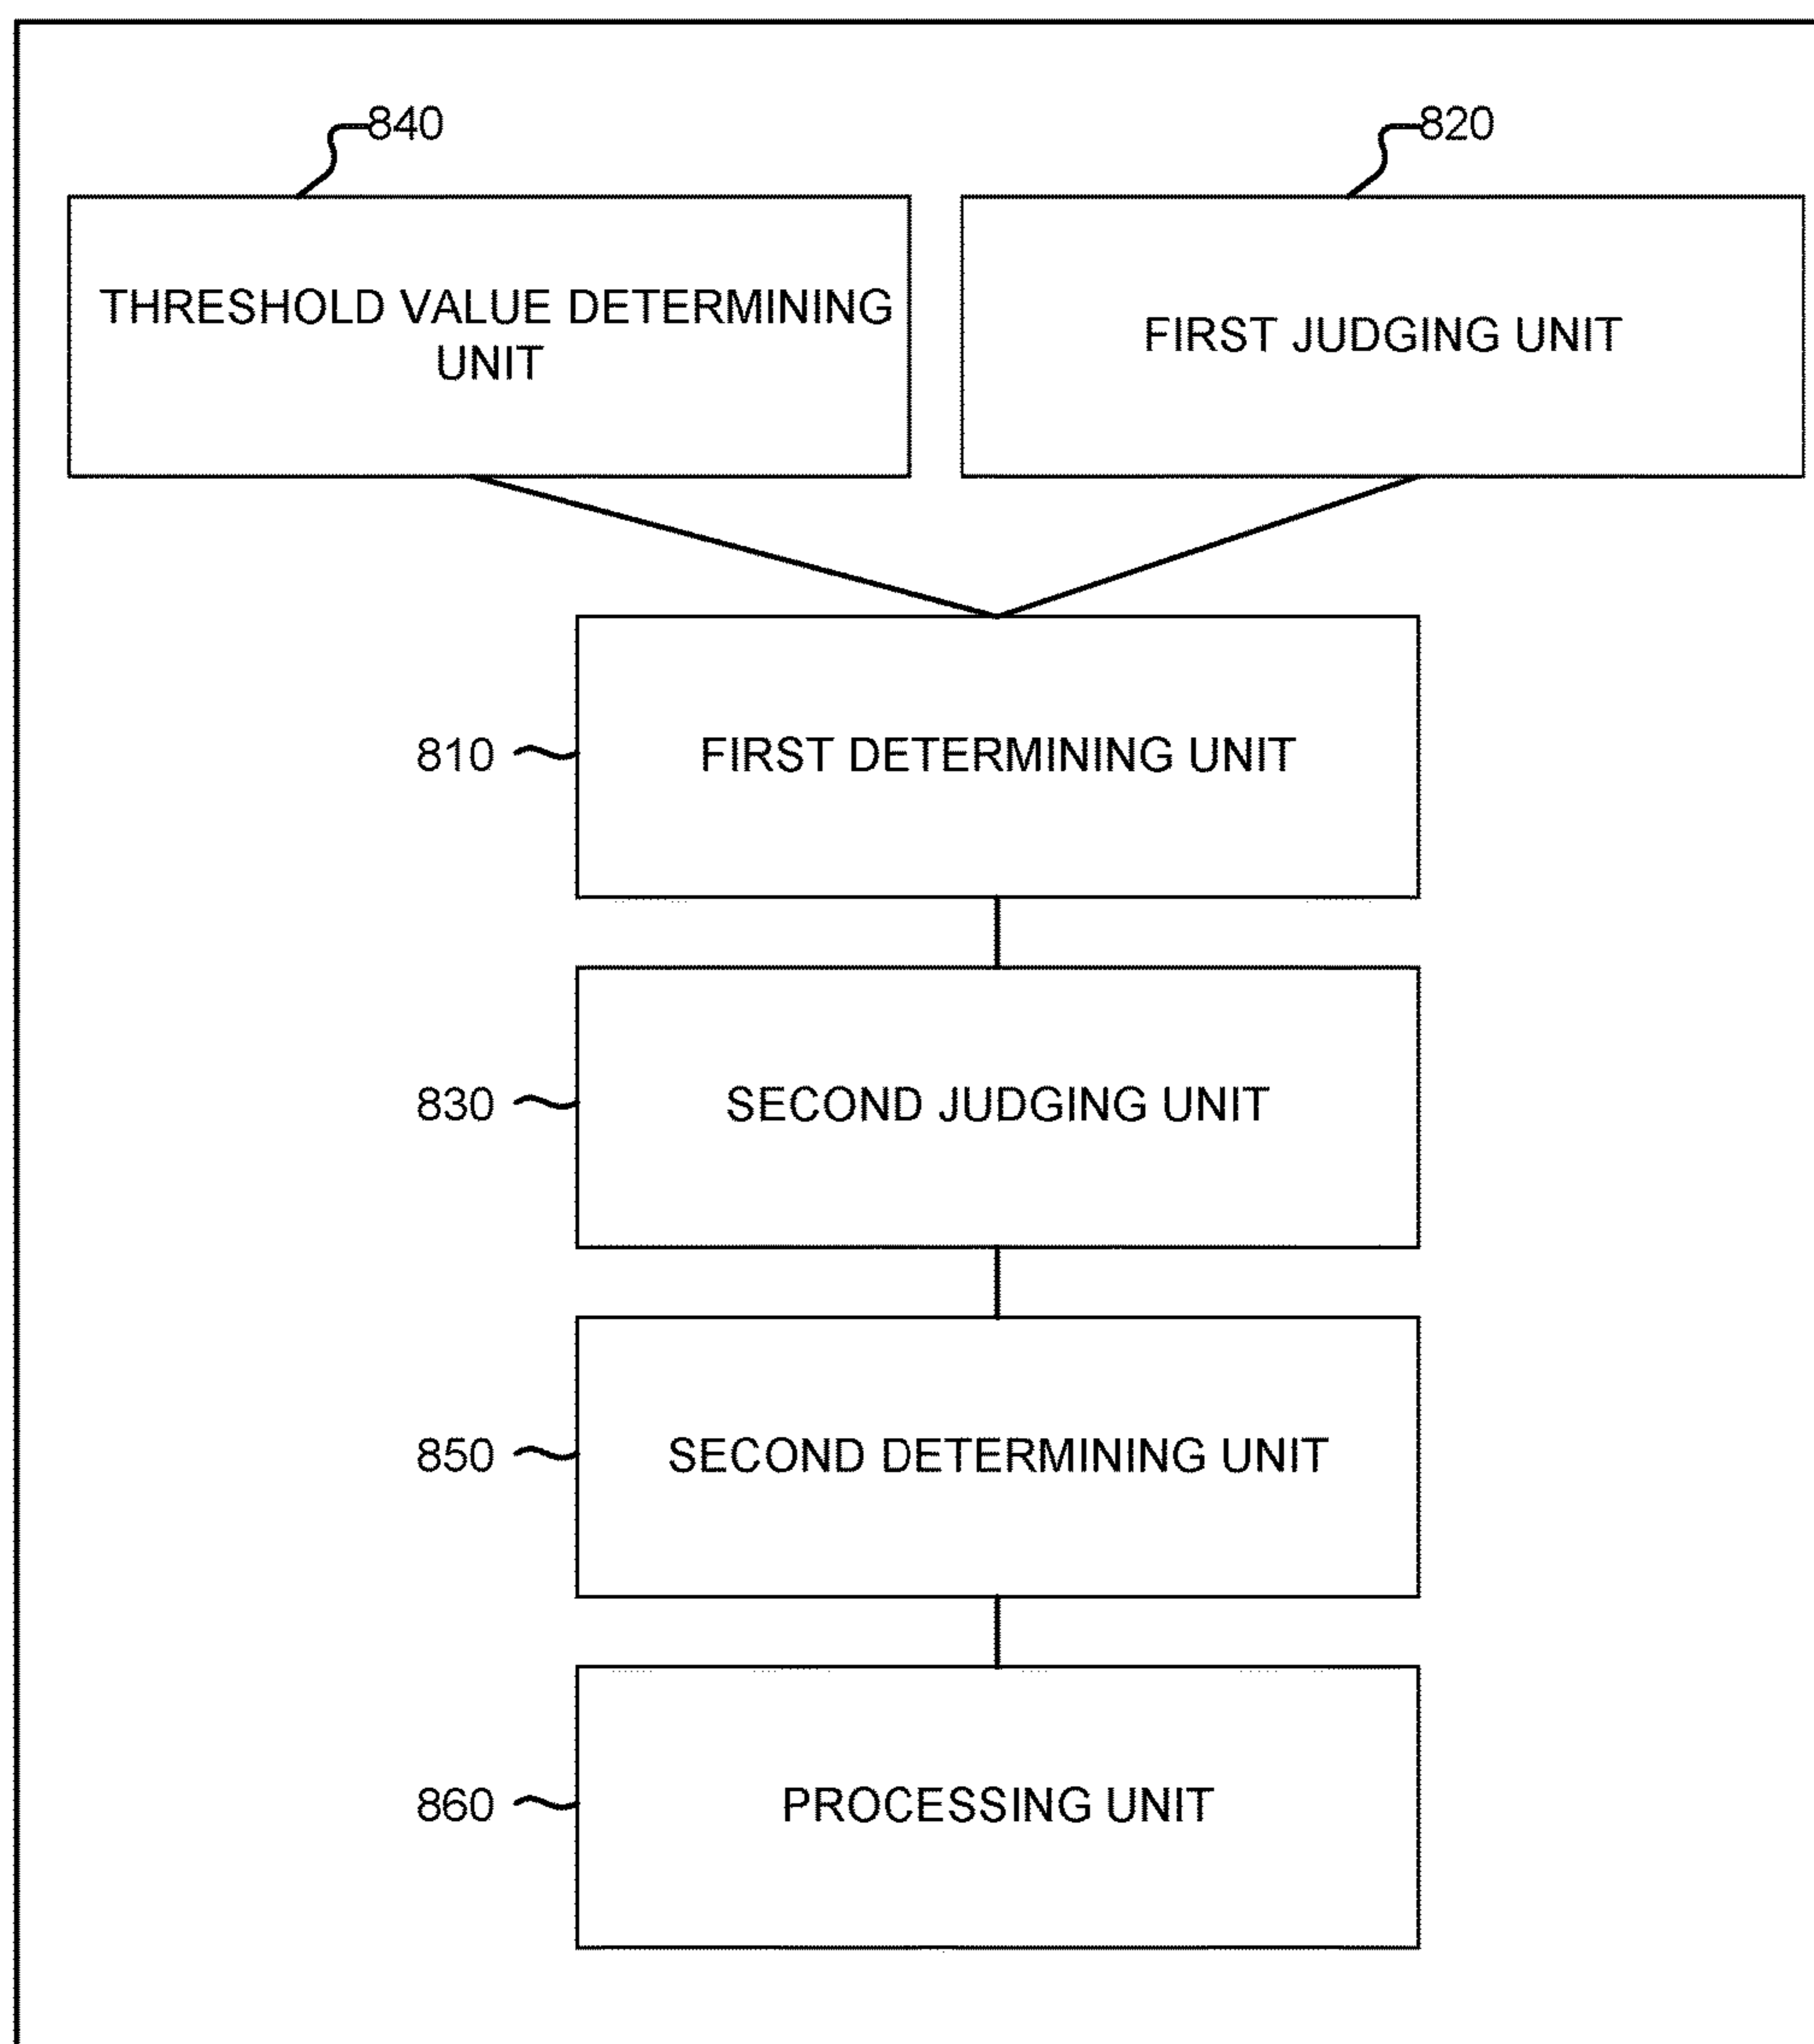 840
820
THRESHOLD VALUE DETERMINING
UNIT
FIRST JUDGING UNIT
810
FIRST DETERMINING UNIT
830
SECOND JUDGING UNIT
850
SECOND DETERMINING UNIT
860
PROCESSING UNIT